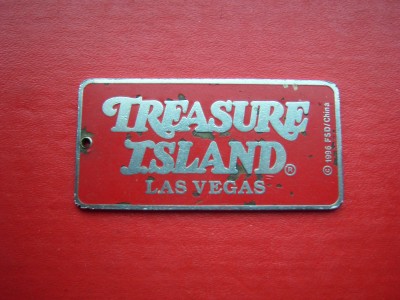 TREASURE
ISLAND®
LAS VEGAS
© 1996 FSD/China